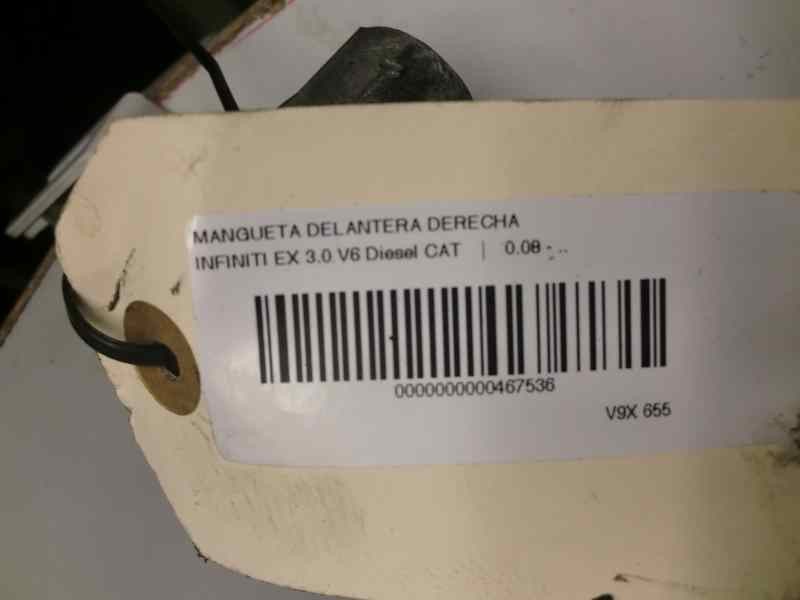 MANGUETA DELANTERA DERECHA
INFINITI EX 3.0 V6 Diesel CAT | 0.08 - ..
0000000000467536
V9X 655